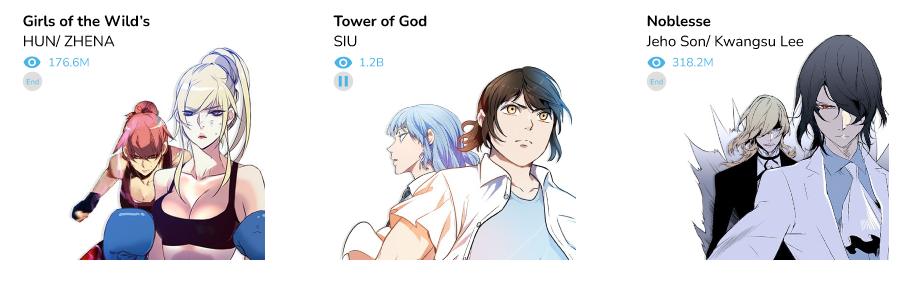 Girls of the Wild's
HUN/ ZHENA
176.6M
End
Tower of God
SIU
1.2B
Noblesse
Jeho Son/ Kwangsu Lee
318.2M
End